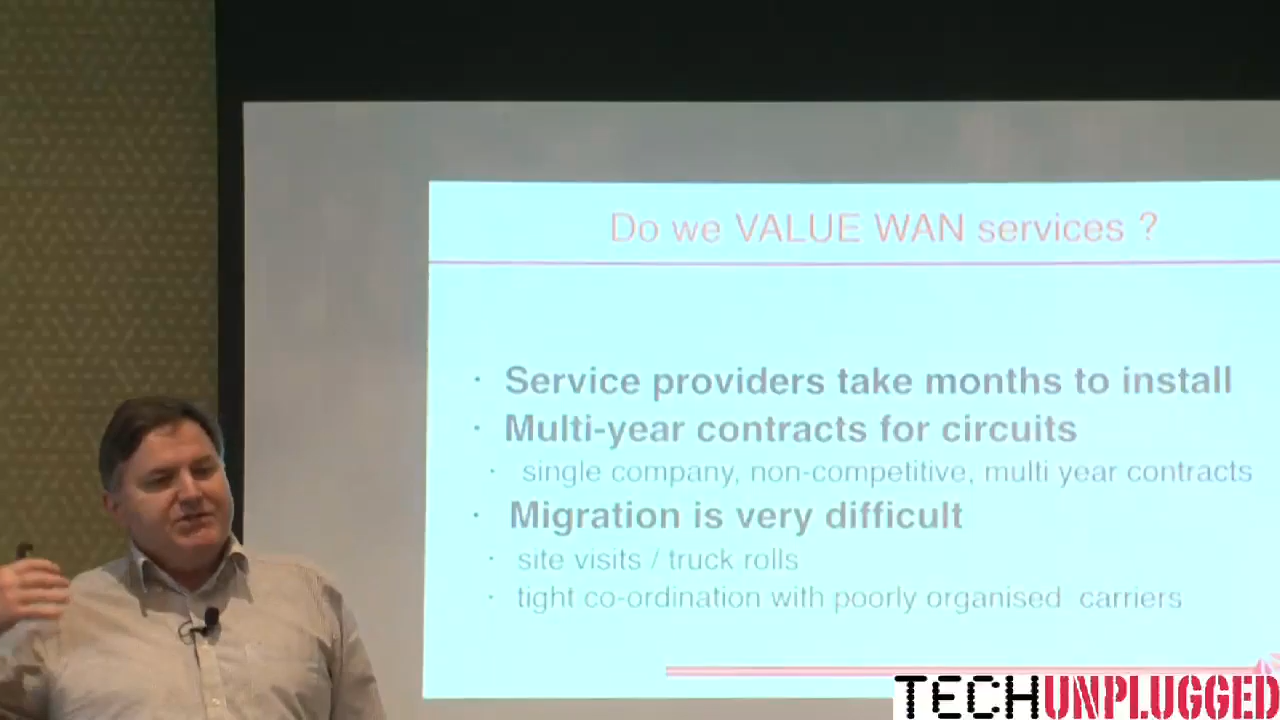 Do we VALUE WAN services ?
· Service providers take months to install
· Multi-year contracts for circuits
· single company, non-competitive, multi year contracts
· Migration is very difficult
· site visits / truck rolls
· tight co-ordination with poorly organised carriers
TECHUNPLUGGED